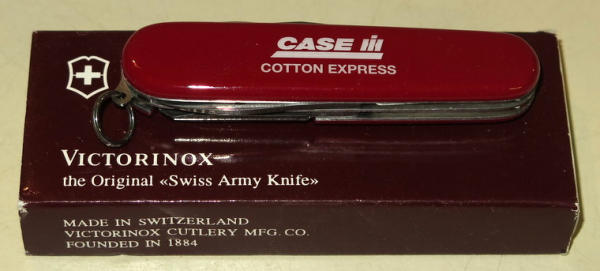 CASE IH
COTTON EXPRESS
VICTORINOX
the Original «Swiss Army Knife»
MADE IN SWITZERLAND
VICTORINOX CUTLERY MFG. CO.
FOUNDED IN 1884